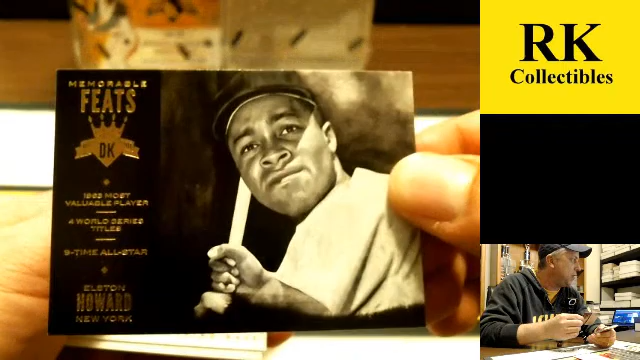 MEMORABLE
FEATS
DK
1963 MOST
VALUABLE PLAYER
4 WORLD SERIES
TITLES
9-TIME ALL-STAR
ELSTON
HOWARD
NEW YORK
RK
Collectibles